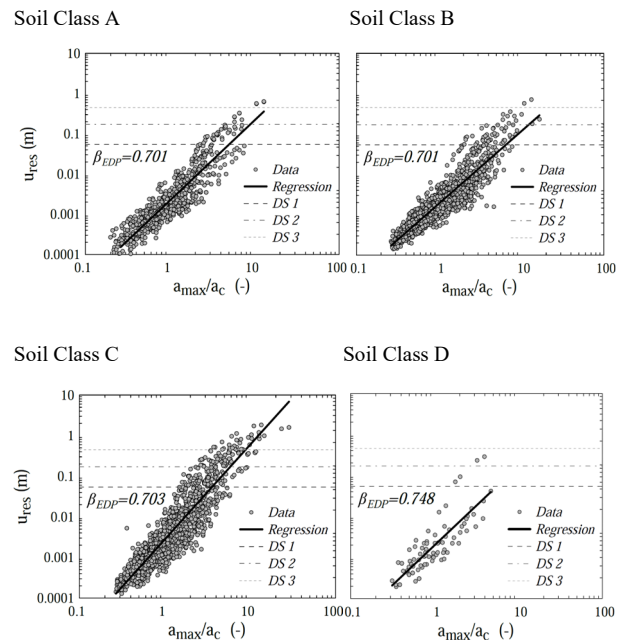 Soil Class A
Soil Class B
10
1
0.1
0.01
0.001
0.0001
u_res (m)
β_EDP=0.701
Data
Regression
DS 1
DS 2
DS 3
0.1
1
10
100
a_max/a_c (-)
β_EDP=0.701
Data
Regression
DS 1
DS 2
DS 3
0.1
1
10
100
a_max/a_c (-)
Soil Class C
Soil Class D
10
1
0.1
0.01
0.001
0.0001
u_res (m)
β_EDP=0.703
Data
Regression
DS 1
DS 2
DS 3
0.1
1
10
100
a_max/a_c (-)
β_EDP=0.748
Data
Regression
DS 1
DS 2
DS 3
0.1
1
10
100
a_max/a_c (-)